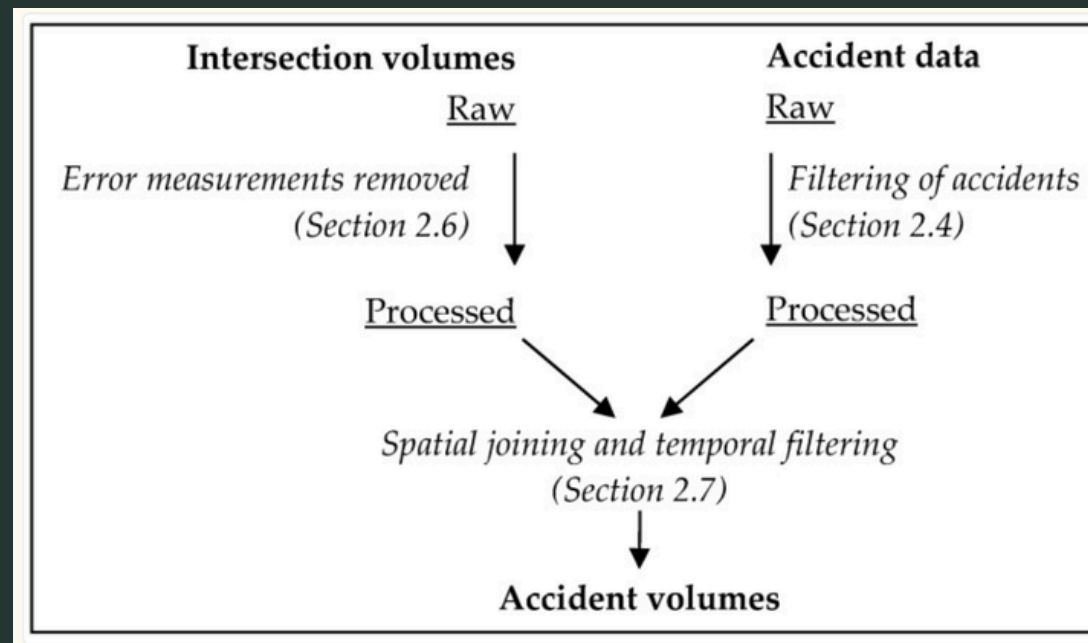 Intersection volumes
Accident data
Raw
Raw
Error measurements removed
(Section 2.6)
Filtering of accidents
(Section 2.4)
Processed
Processed
Spatial joining and temporal filtering
(Section 2.7)
Accident volumes